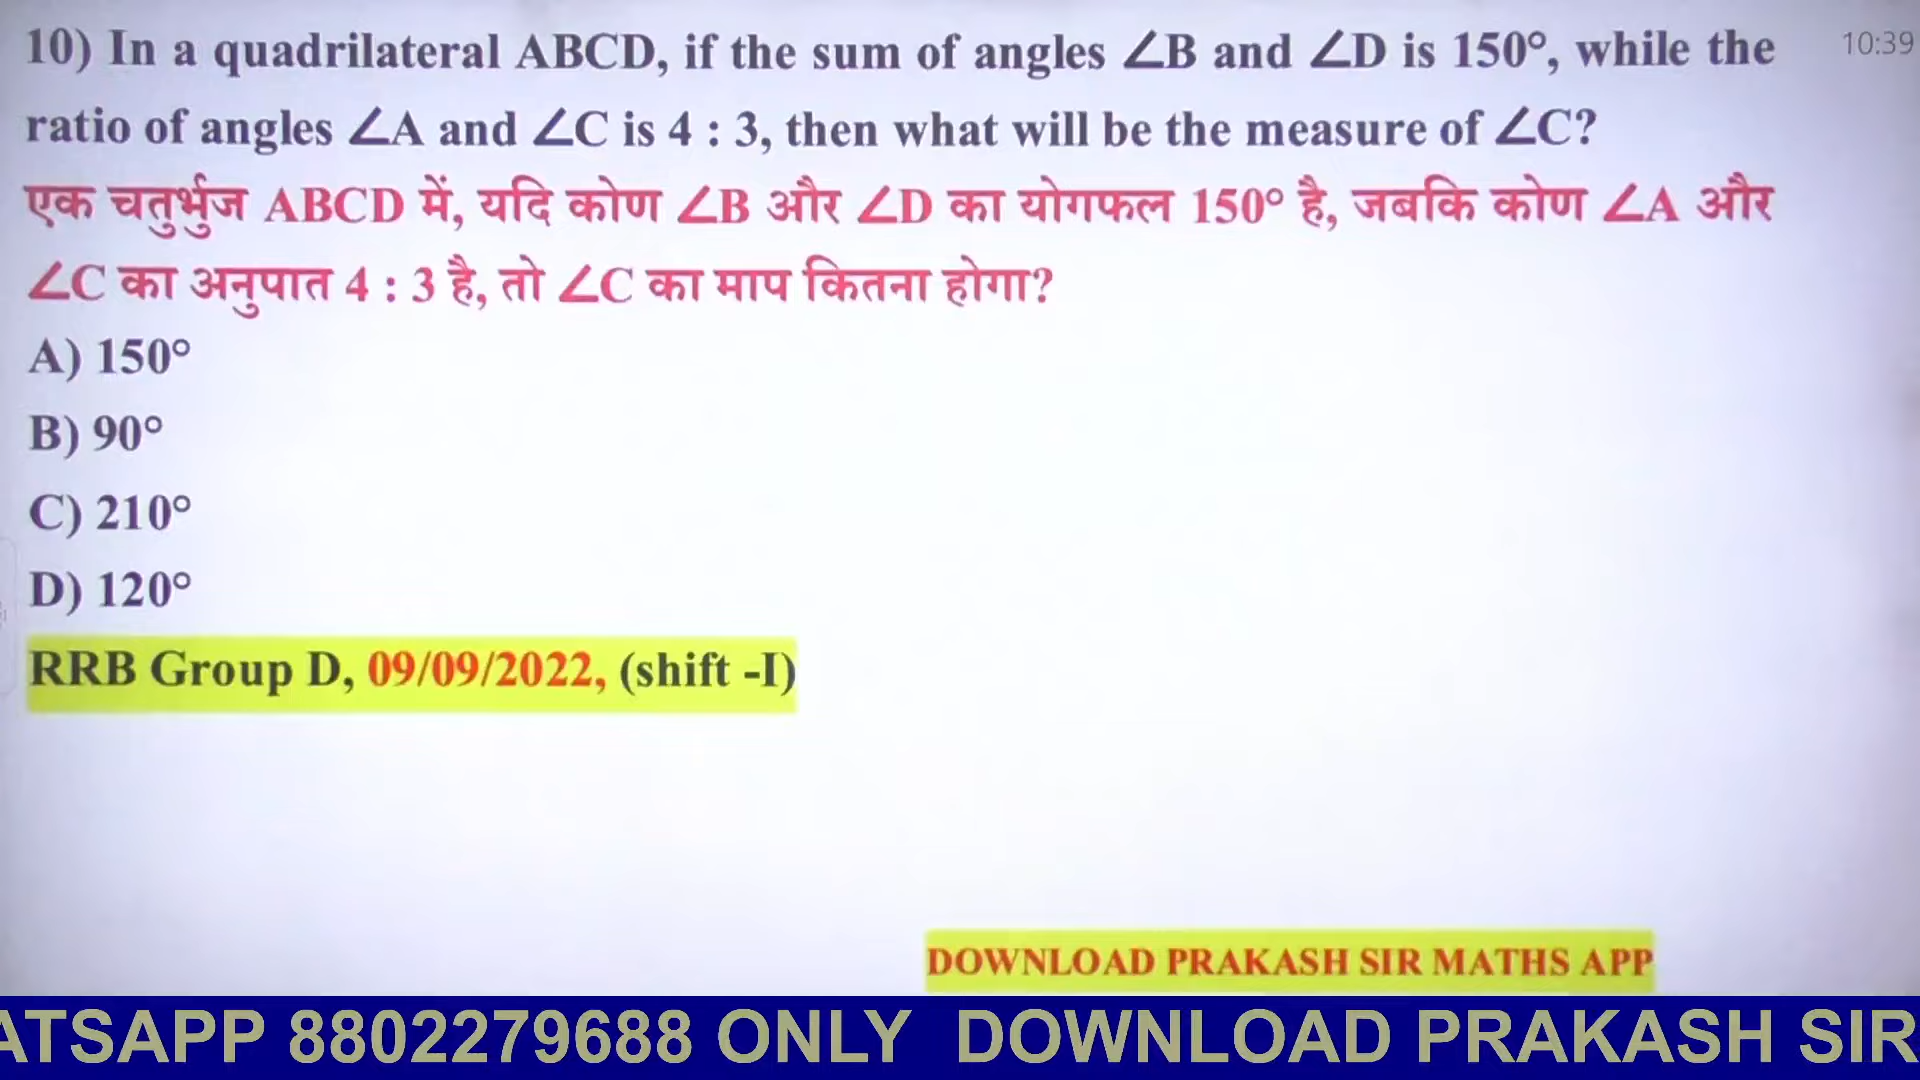 10) In a quadrilateral ABCD, if the sum of angles ∠B and ∠D is 150°, while the
10:39
ratio of angles ∠A and ∠C is 4 : 3, then what will be the measure of ∠C?
एक चतुर्भुज ABCD में, यदि कोण ∠B और ∠D का योगफल 150° है, जबकि कोण ∠A और
∠C का अनुपात 4 : 3 है, तो ∠C का माप कितना होगा?
A) 150°
B) 90°
C) 210°
D) 120°
RRB Group D, 09/09/2022, (shift -I)
DOWNLOAD PRAKASH SIR MATHS APP
ATSAPP 8802279688 ONLY DOWNLOAD PRAKASH SIR